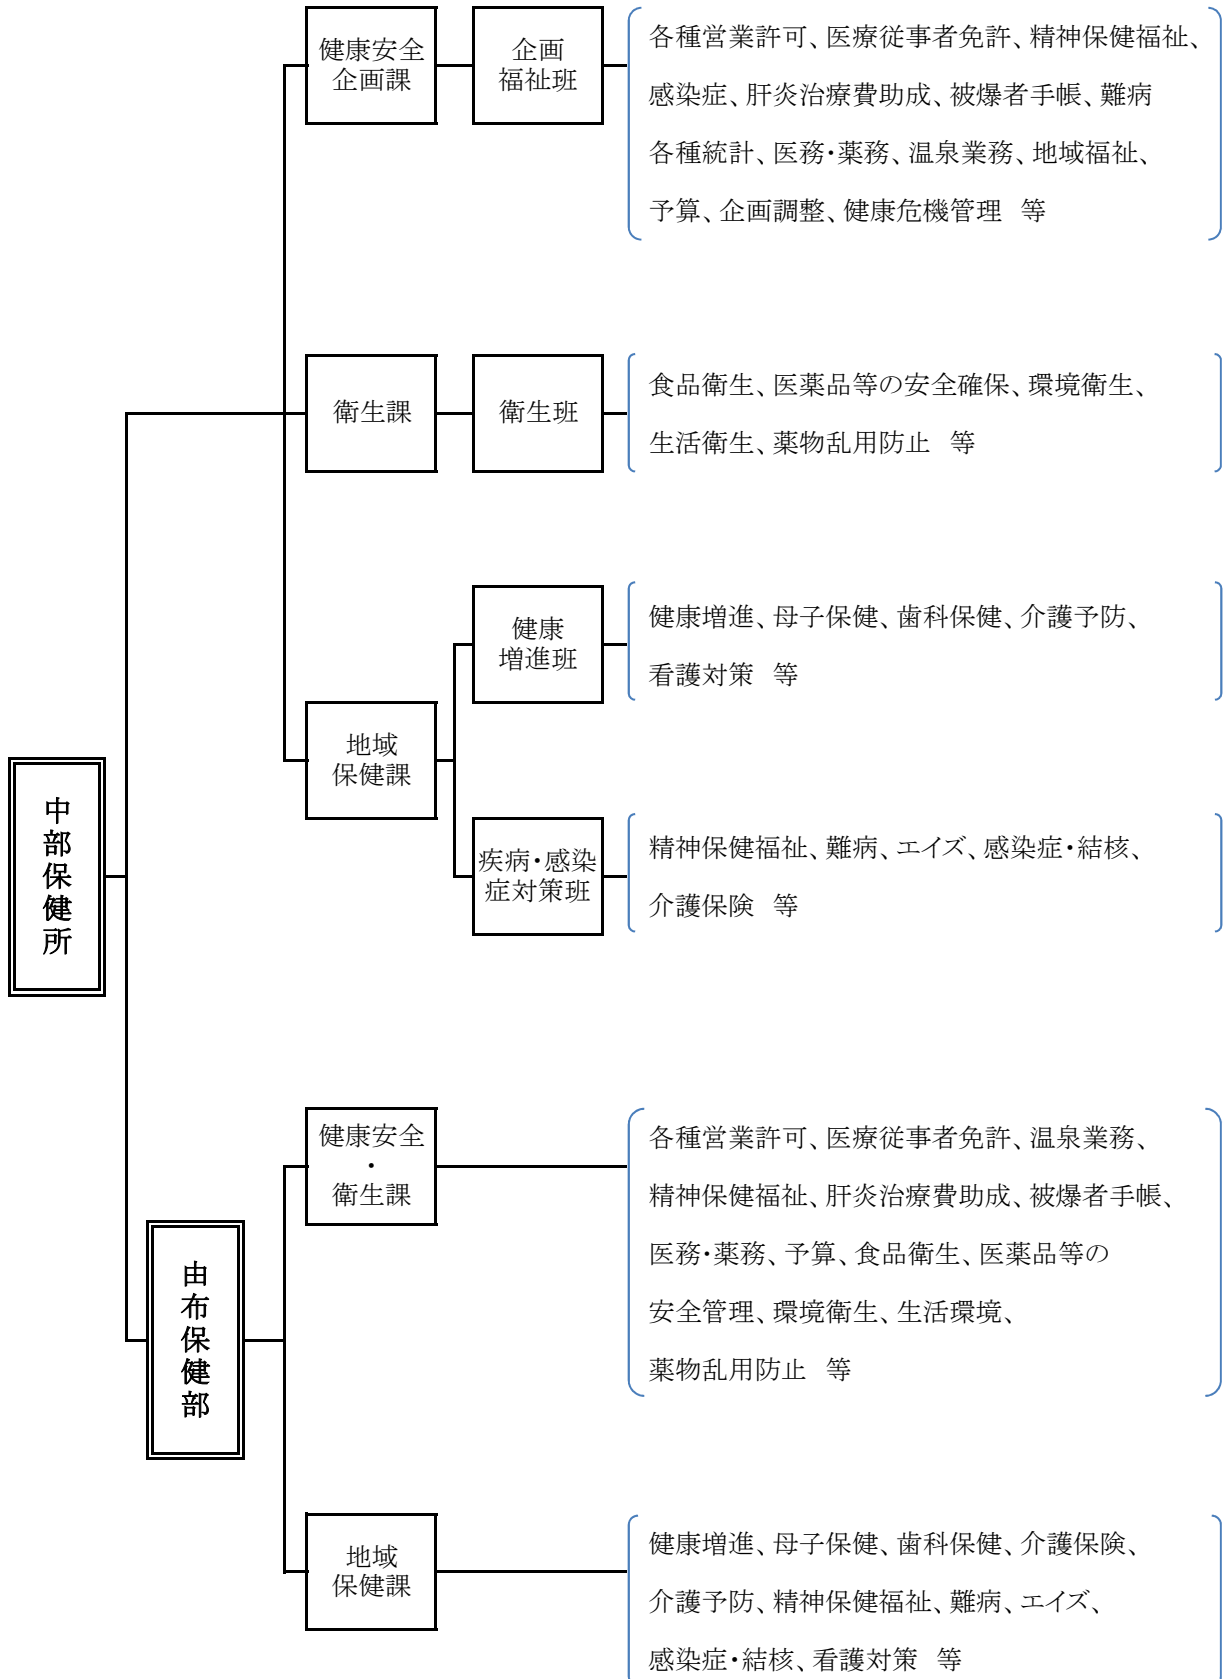 中部保健所
健康安全
企画課
企画
福祉班
各種営業許可、医療従事者免許、精神保健福祉、
感染症、肝炎治療費助成、被爆者手帳、難病
各種統計、医務・薬務、温泉業務、地域福祉、
予算、企画調整、健康危機管理　等
衛生課
衛生班
食品衛生、医薬品等の安全確保、環境衛生、
生活衛生、薬物乱用防止　等
地域
保健課
健康
増進班
健康増進、母子保健、歯科保健、介護予防、
看護対策　等
疾病・感染
症対策班
精神保健福祉、難病、エイズ、感染症・結核、
介護保険　等
由布保健部
健康安全
・
衛生課
各種営業許可、医療従事者免許、温泉業務、
精神保健福祉、肝炎治療費助成、被爆者手帳、
医務・薬務、予算、食品衛生、医薬品等の
安全管理、環境衛生、生活環境、
薬物乱用防止　等
地域
保健課
健康増進、母子保健、歯科保健、介護保険、
介護予防、精神保健福祉、難病、エイズ、
感染症・結核、看護対策　等